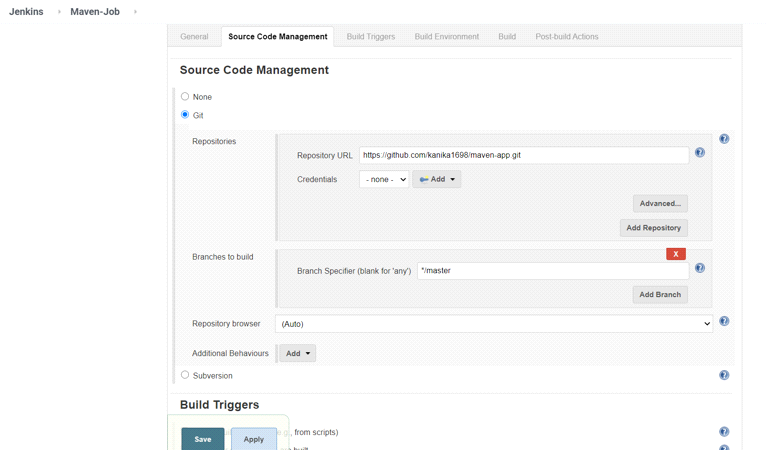 Jenkins Maven-Job
General Source Code Management Build Triggers Build Environment Build Post-build Actions
Source Code Management
None
Git
Repositories
Repository URL https://github.com/kanika1698/maven-app.git
Credentials - none - Add
Advanced...
Add Repository
Branches to build
X
Branch Specifier (blank for 'any') */master
Add Branch
Repository browser (Auto)
Additional Behaviours Add
Subversion
Build Triggers
from scripts)
Save Apply